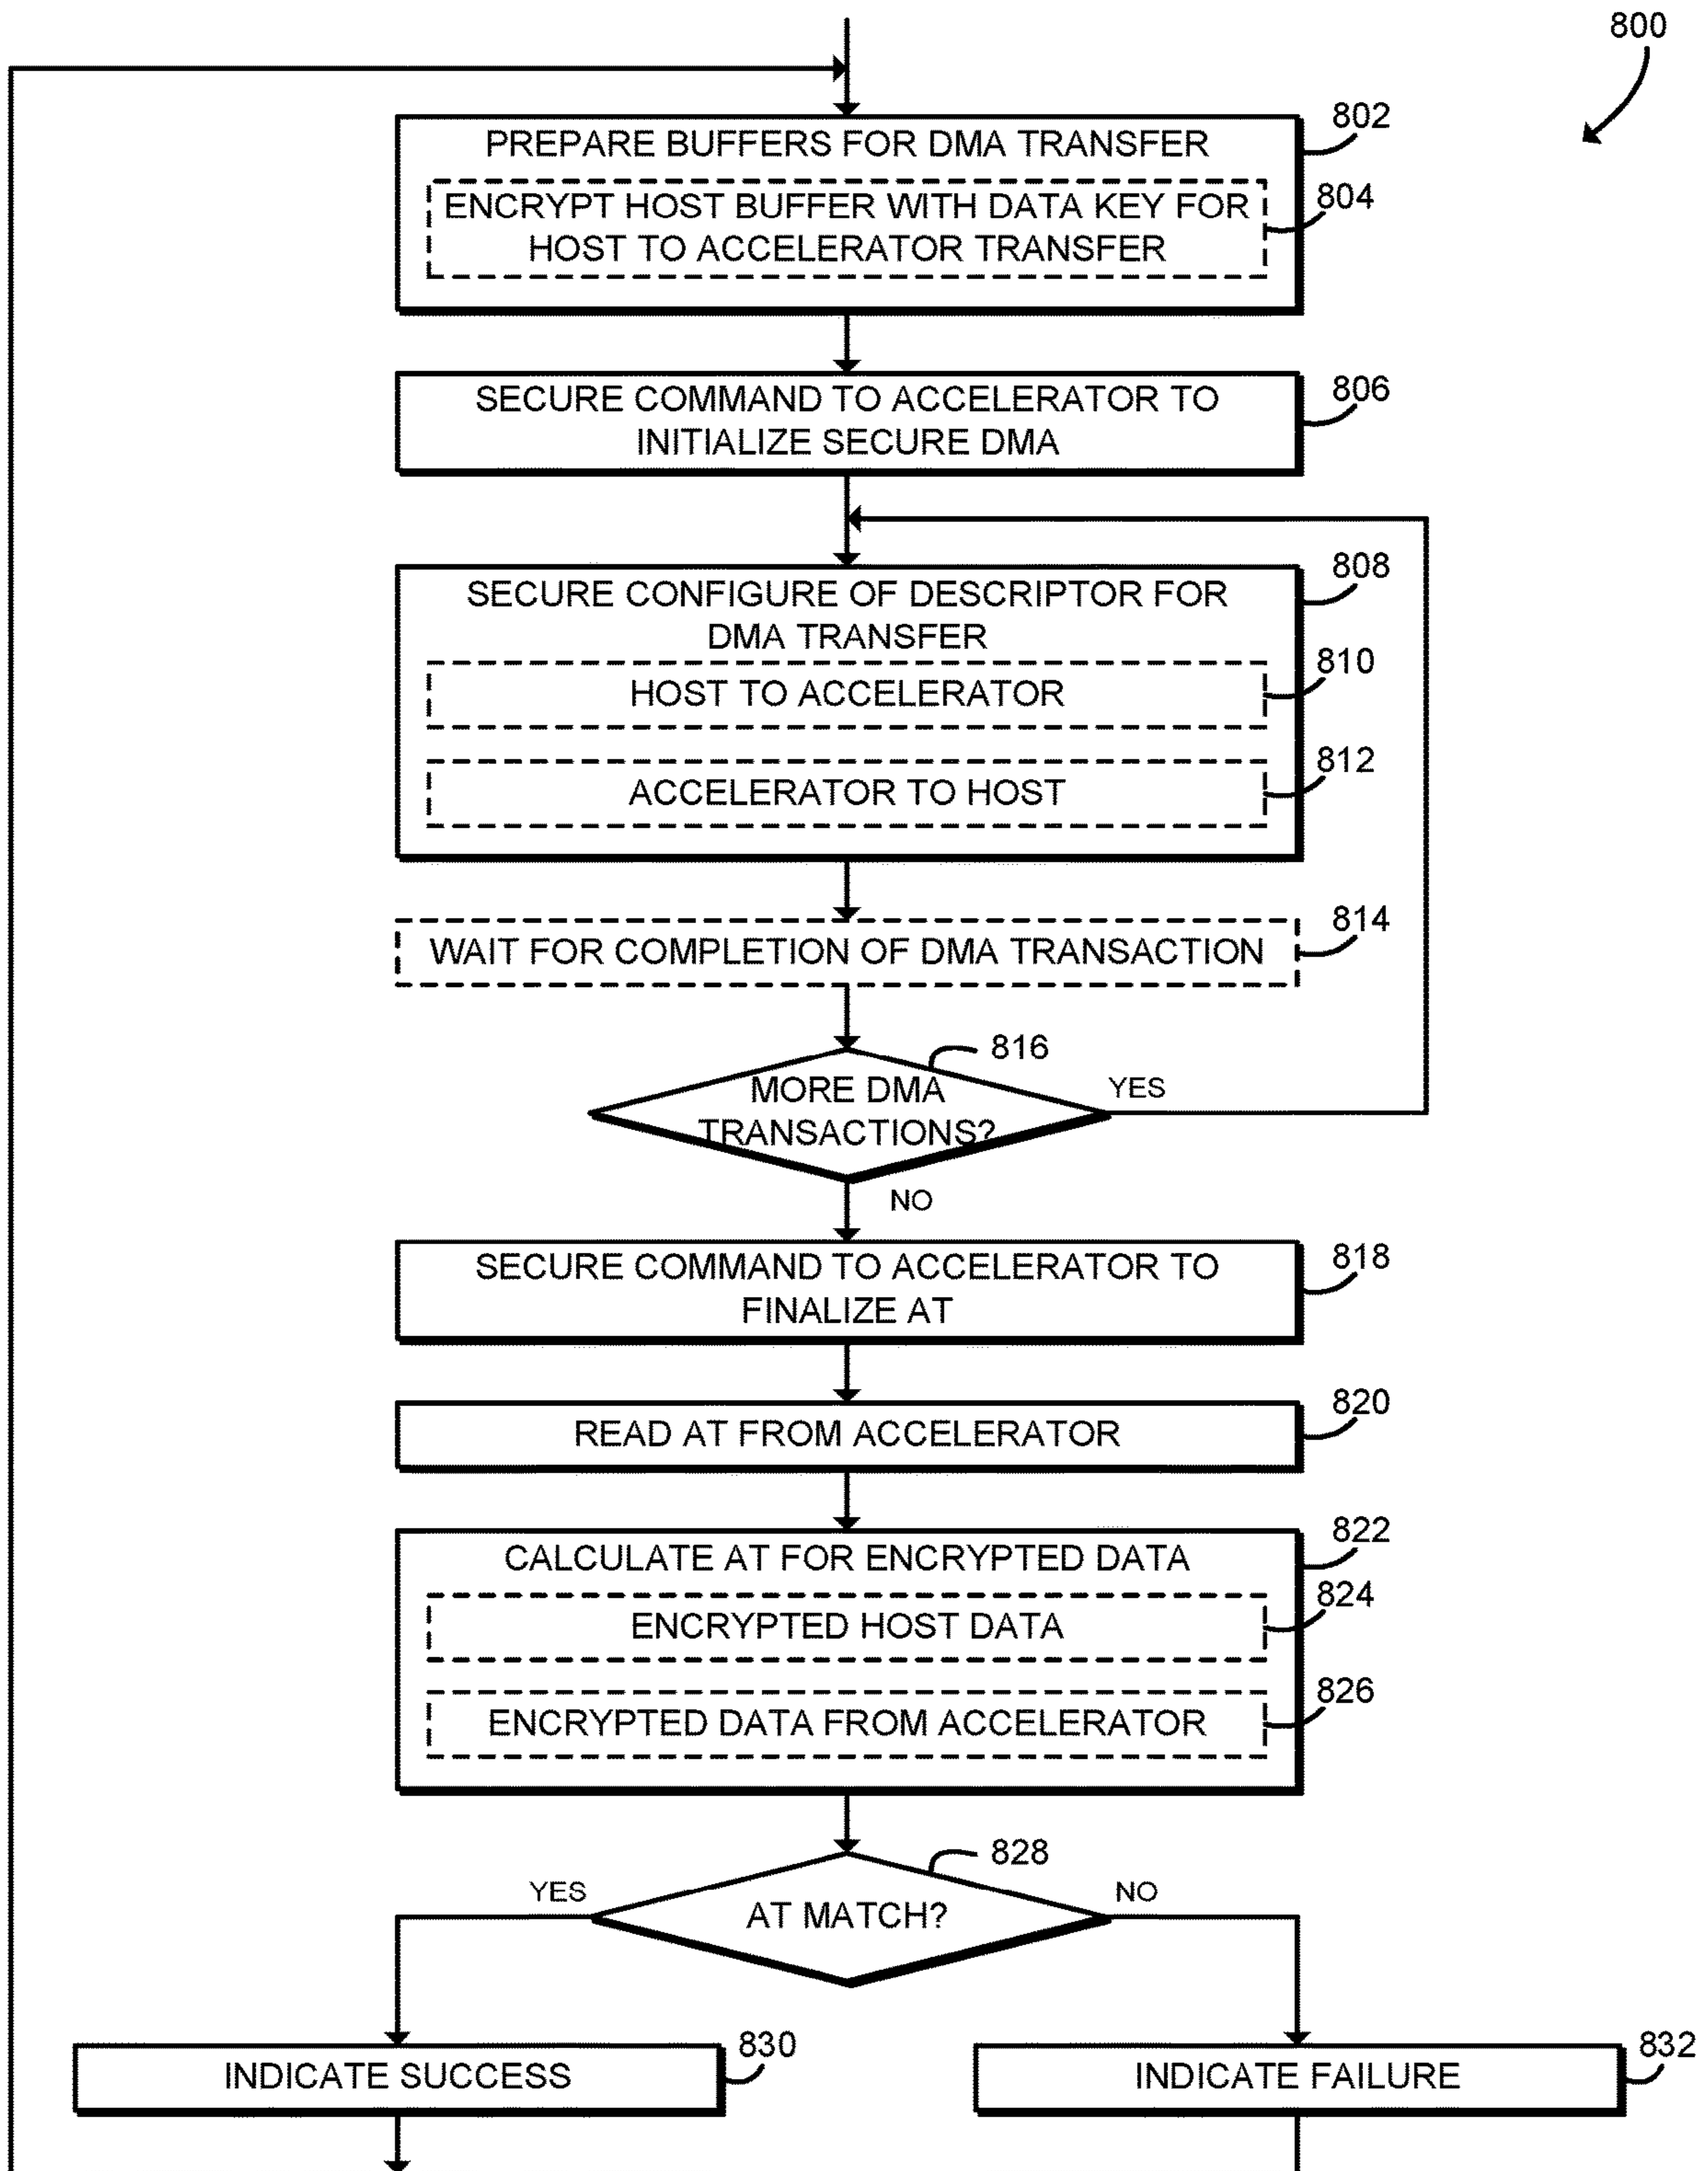 800
802
PREPARE BUFFERS FOR DMA TRANSFER
804
ENCRYPT HOST BUFFER WITH DATA KEY FOR
HOST TO ACCELERATOR TRANSFER
806
SECURE COMMAND TO ACCELERATOR TO
INITIALIZE SECURE DMA
808
SECURE CONFIGURE OF DESCRIPTOR FOR
DMA TRANSFER
810
HOST TO ACCELERATOR
812
ACCELERATOR TO HOST
814
WAIT FOR COMPLETION OF DMA TRANSACTION
816
MORE DMA
TRANSACTIONS?
YES
NO
818
SECURE COMMAND TO ACCELERATOR TO
FINALIZE AT
820
READ AT FROM ACCELERATOR
822
CALCULATE AT FOR ENCRYPTED DATA
824
ENCRYPTED HOST DATA
826
ENCRYPTED DATA FROM ACCELERATOR
828
YES
AT MATCH?
NO
830
INDICATE SUCCESS
832
INDICATE FAILURE